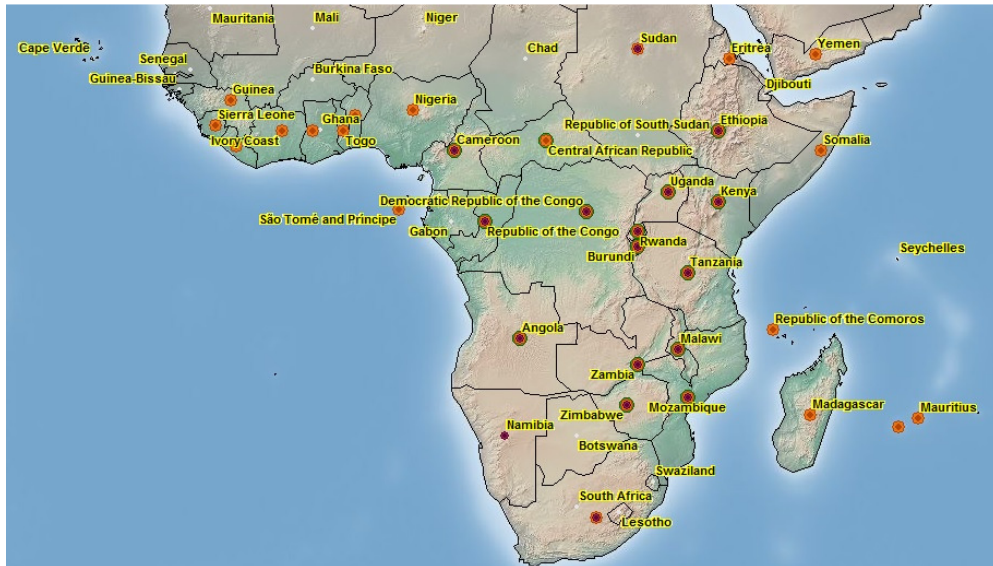 Mauritania
Mali
Niger
Cape Verde
Senegal
Chad
Sudan
Eritrea
Yemen
Guinea-Bissau
Burkina Faso
Djibouti
Guinea
Nigeria
Sierra Leone
Ghana
Republic of South Sudan
Ethiopia
Ivory Coast
Togo
Cameroon
Central African Republic
Somalia
Uganda
Kenya
Democratic Republic of the Congo
São Tomé and Príncipe
Gabon
Republic of the Congo
Rwanda
Burundi
Seychelles
Tanzania
Republic of the Comoros
Angola
Malawi
Zambia
Zimbabwe
Mozambique
Madagascar
Mauritius
Namibia
Botswana
Swaziland
South Africa
Lesotho